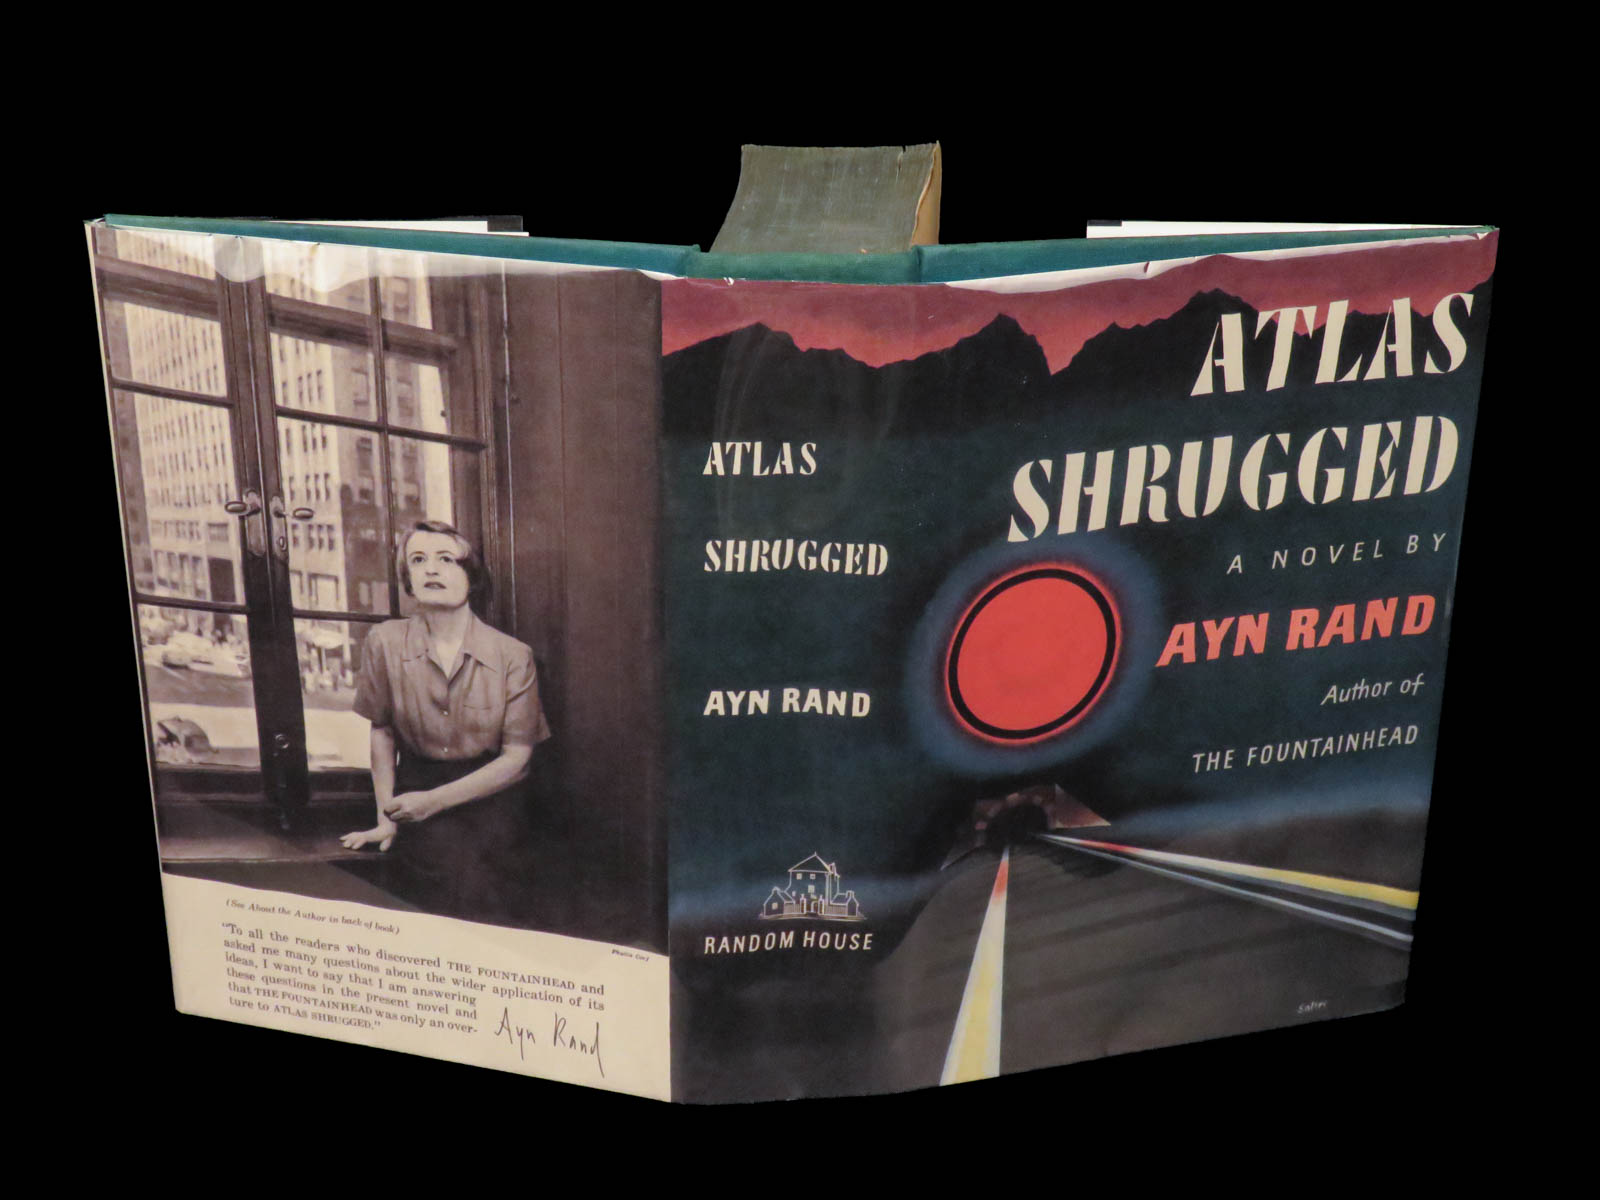 (See About the Author in back of book)
Phyllis Cerf
"To all the readers who discovered THE FOUNTAINHEAD and
asked me many questions about the wider application of its
ideas, I want to say that I am answering
these questions in the present novel and
that THE FOUNTAINHEAD was only an over-
ture to ATLAS SHRUGGED."
Ayn Rand
ATLAS
SHRUGGED
AYN RAND
RANDOM HOUSE
ATLAS
SHRUGGED
A NOVEL BY
AYN RAND
Author of
THE FOUNTAINHEAD